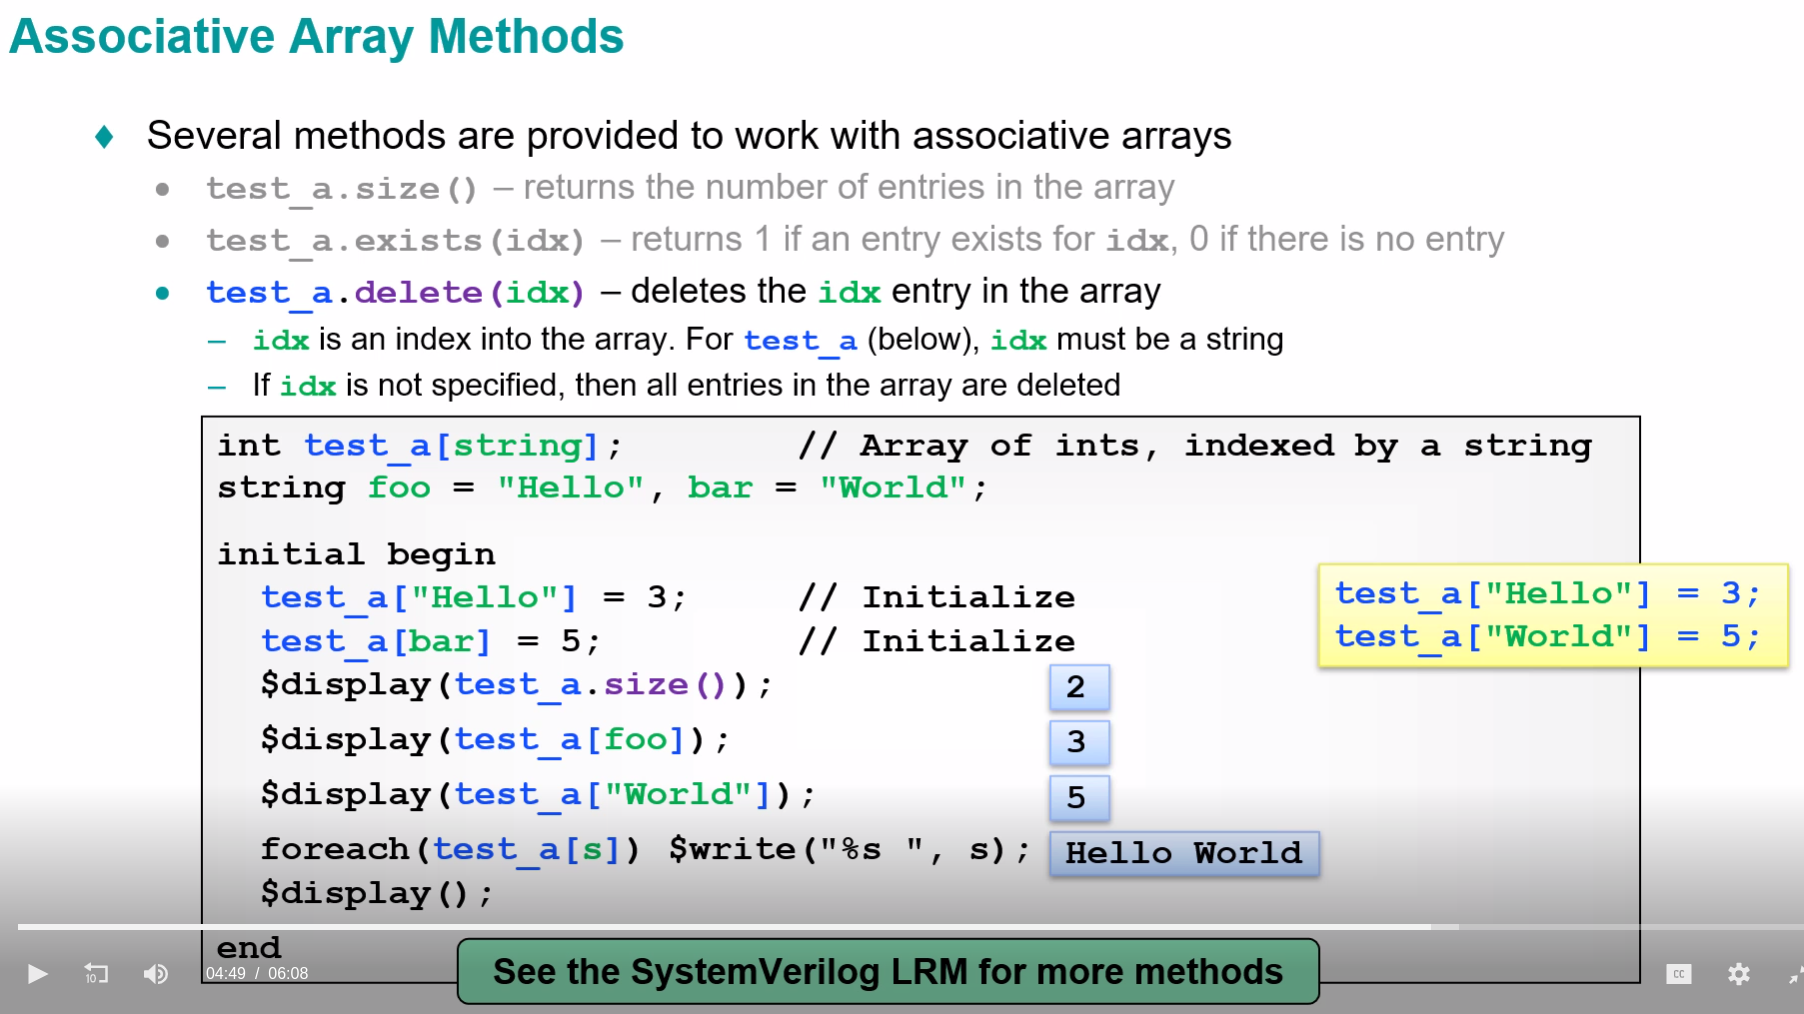 Associative Array Methods
Several methods are provided to work with associative arrays
test_a.size() – returns the number of entries in the array
test_a.exists(idx) – returns 1 if an entry exists for idx, 0 if there is no entry
test_a.delete(idx) – deletes the idx entry in the array
– idx is an index into the array. For test_a (below), idx must be a string
– If idx is not specified, then all entries in the array are deleted
int test_a[string]; // Array of ints, indexed by a string
string foo = "Hello", bar = "World";
initial begin
test_a["Hello"] = 3; // Initialize
test_a[bar] = 5; // Initialize
test_a["Hello"] = 3;
test_a["World"] = 5;
$display(test_a.size()); 2
$display(test_a[foo]); 3
$display(test_a["World"]); 5
foreach(test_a[s]) $write("%s ", s); Hello World
$display();
end
See the SystemVerilog LRM for more methods
10
04:49 / 06:08
CC